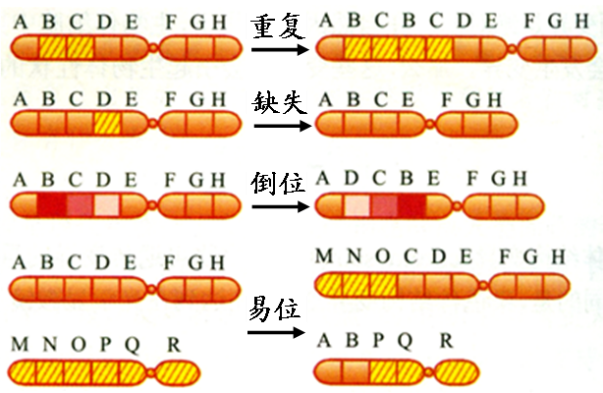 A B C D E F G H 重复 A B C B C D E F G H
A B C D E F G H 缺失 A B C E F G H
A B C D E F G H 倒位 A D C B E F G H
A B C D E F G H M N O C D E F G H
易位
M N O P Q R A B P Q R